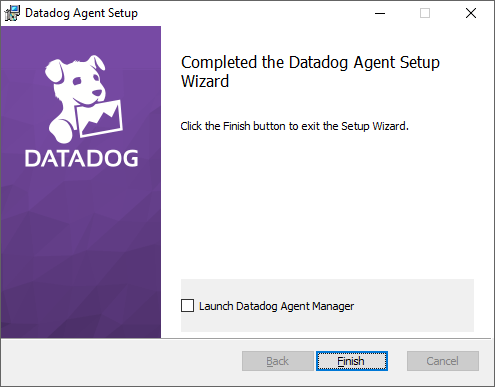 Datadog Agent Setup
Completed the Datadog Agent Setup
Wizard
Click the Finish button to exit the Setup Wizard.
DATADOG
Launch Datadog Agent Manager
Back
Finish
Cancel